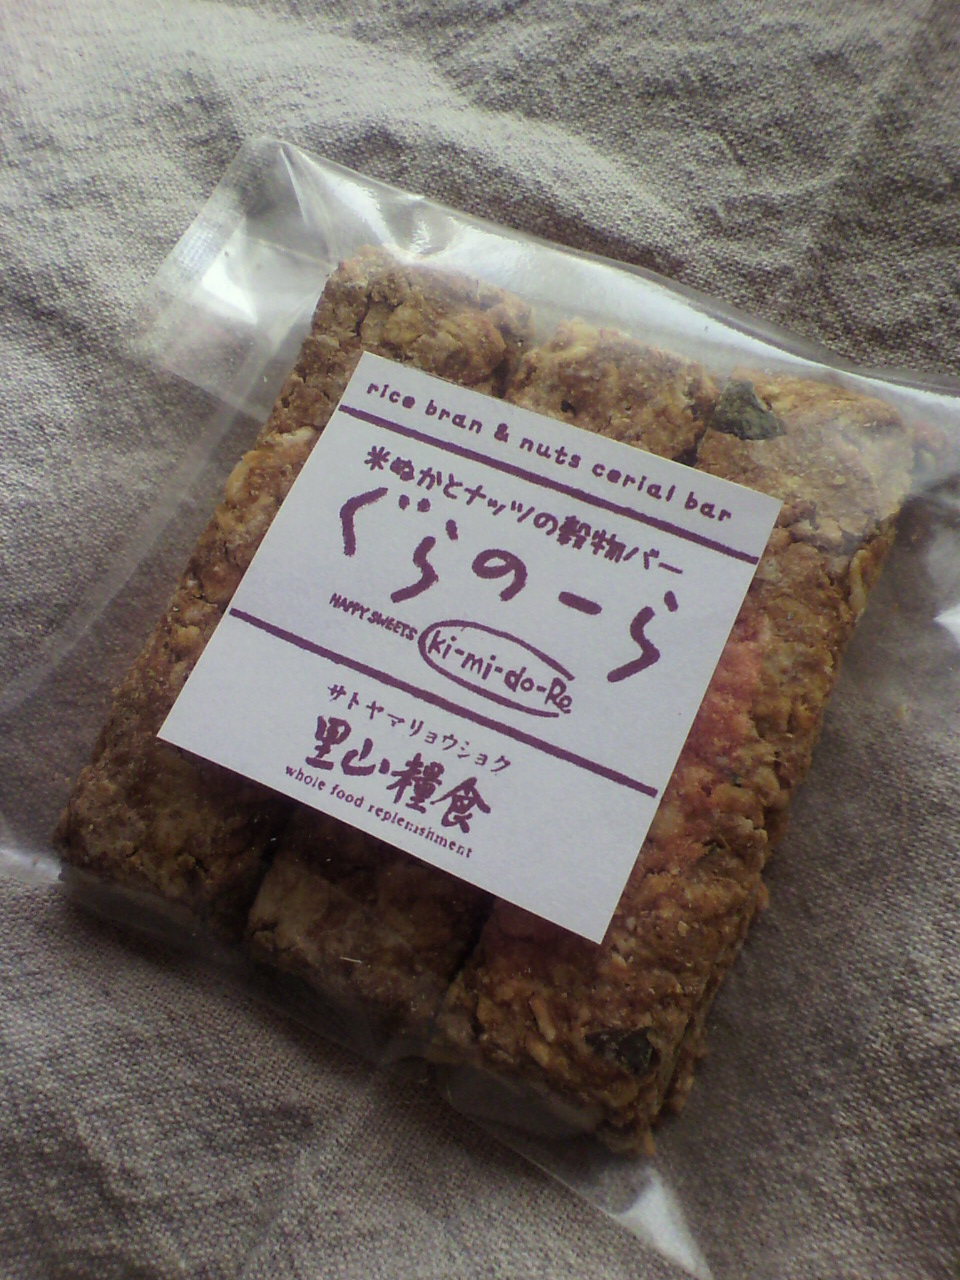 rice bran & nuts cerial bar
米ぬかとナッツの穀物バー
ぐらのーら
HAPPY SWEETS ki-mi-do-Re
サトヤマリョウショク
里山糧食
whole food replenishment